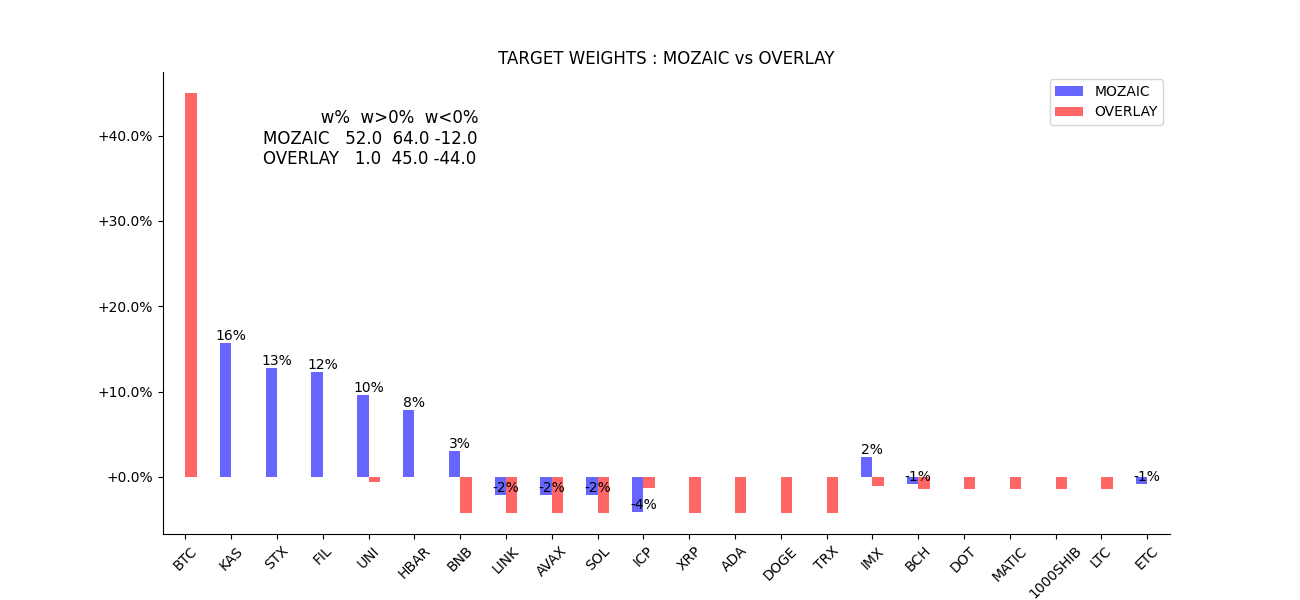 TARGET WEIGHTS : MOZAIC vs OVERLAY
MOZAIC
OVERLAY
w% w>0% w<0%
MOZAIC 52.0 64.0 -12.0
OVERLAY 1.0 45.0 -44.0
+40.0%
+30.0%
+20.0%
+10.0%
+0.0%
16%
13%
12%
10%
8%
3%
-2%
-2%
-2%
-4%
2%
-1%
-1%
BTC
KAS
STX
FIL
UNI
HBAR
BNB
LINK
AVAX
SOL
ICP
XRP
ADA
DOGE
TRX
IMX
BCH
DOT
MATIC
1000SHIB
LTC
ETC